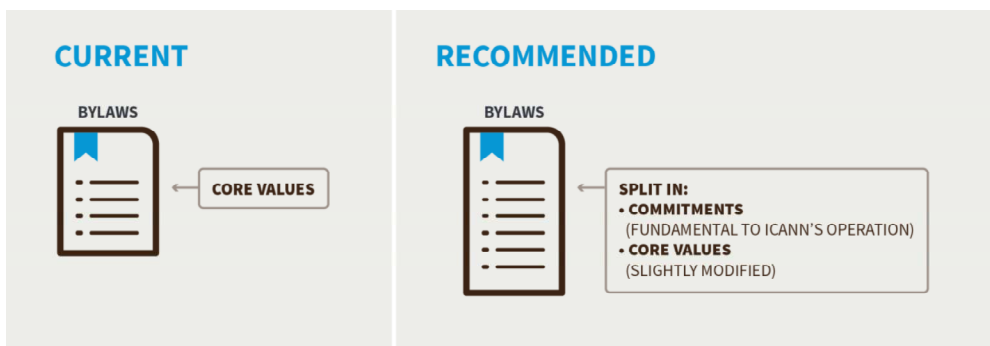 CURRENT
BYLAWS
CORE VALUES
RECOMMENDED
BYLAWS
SPLIT IN:
• COMMITMENTS
(FUNDAMENTAL TO ICANN'S OPERATION)
• CORE VALUES
(SLIGHTLY MODIFIED)